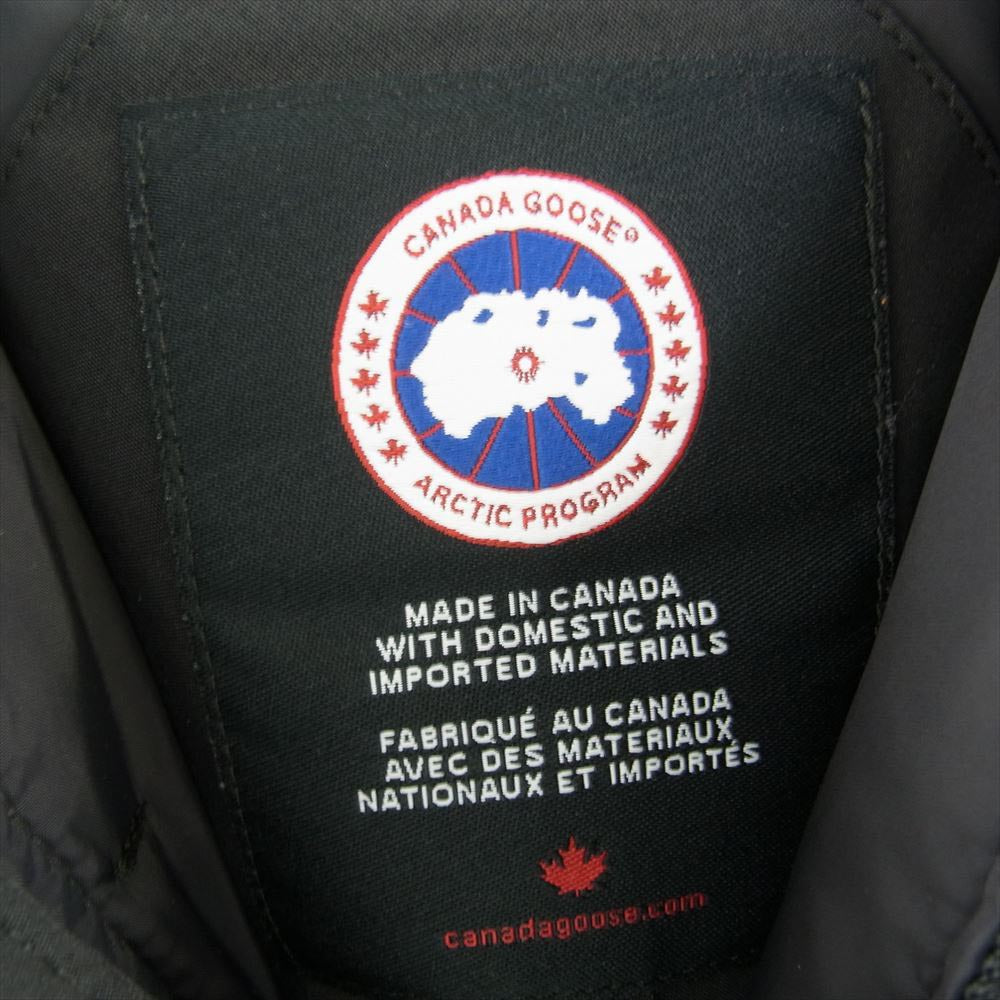 CANADA GOOSE®
ARCTIC PROGRAM
MADE IN CANADA
WITH DOMESTIC AND
IMPORTED MATERIALS
FABRIQUÉ AU CANADA
AVEC DES MATERIAUX
NATIONAUX ET IMPORTÉS
canadagoose.com